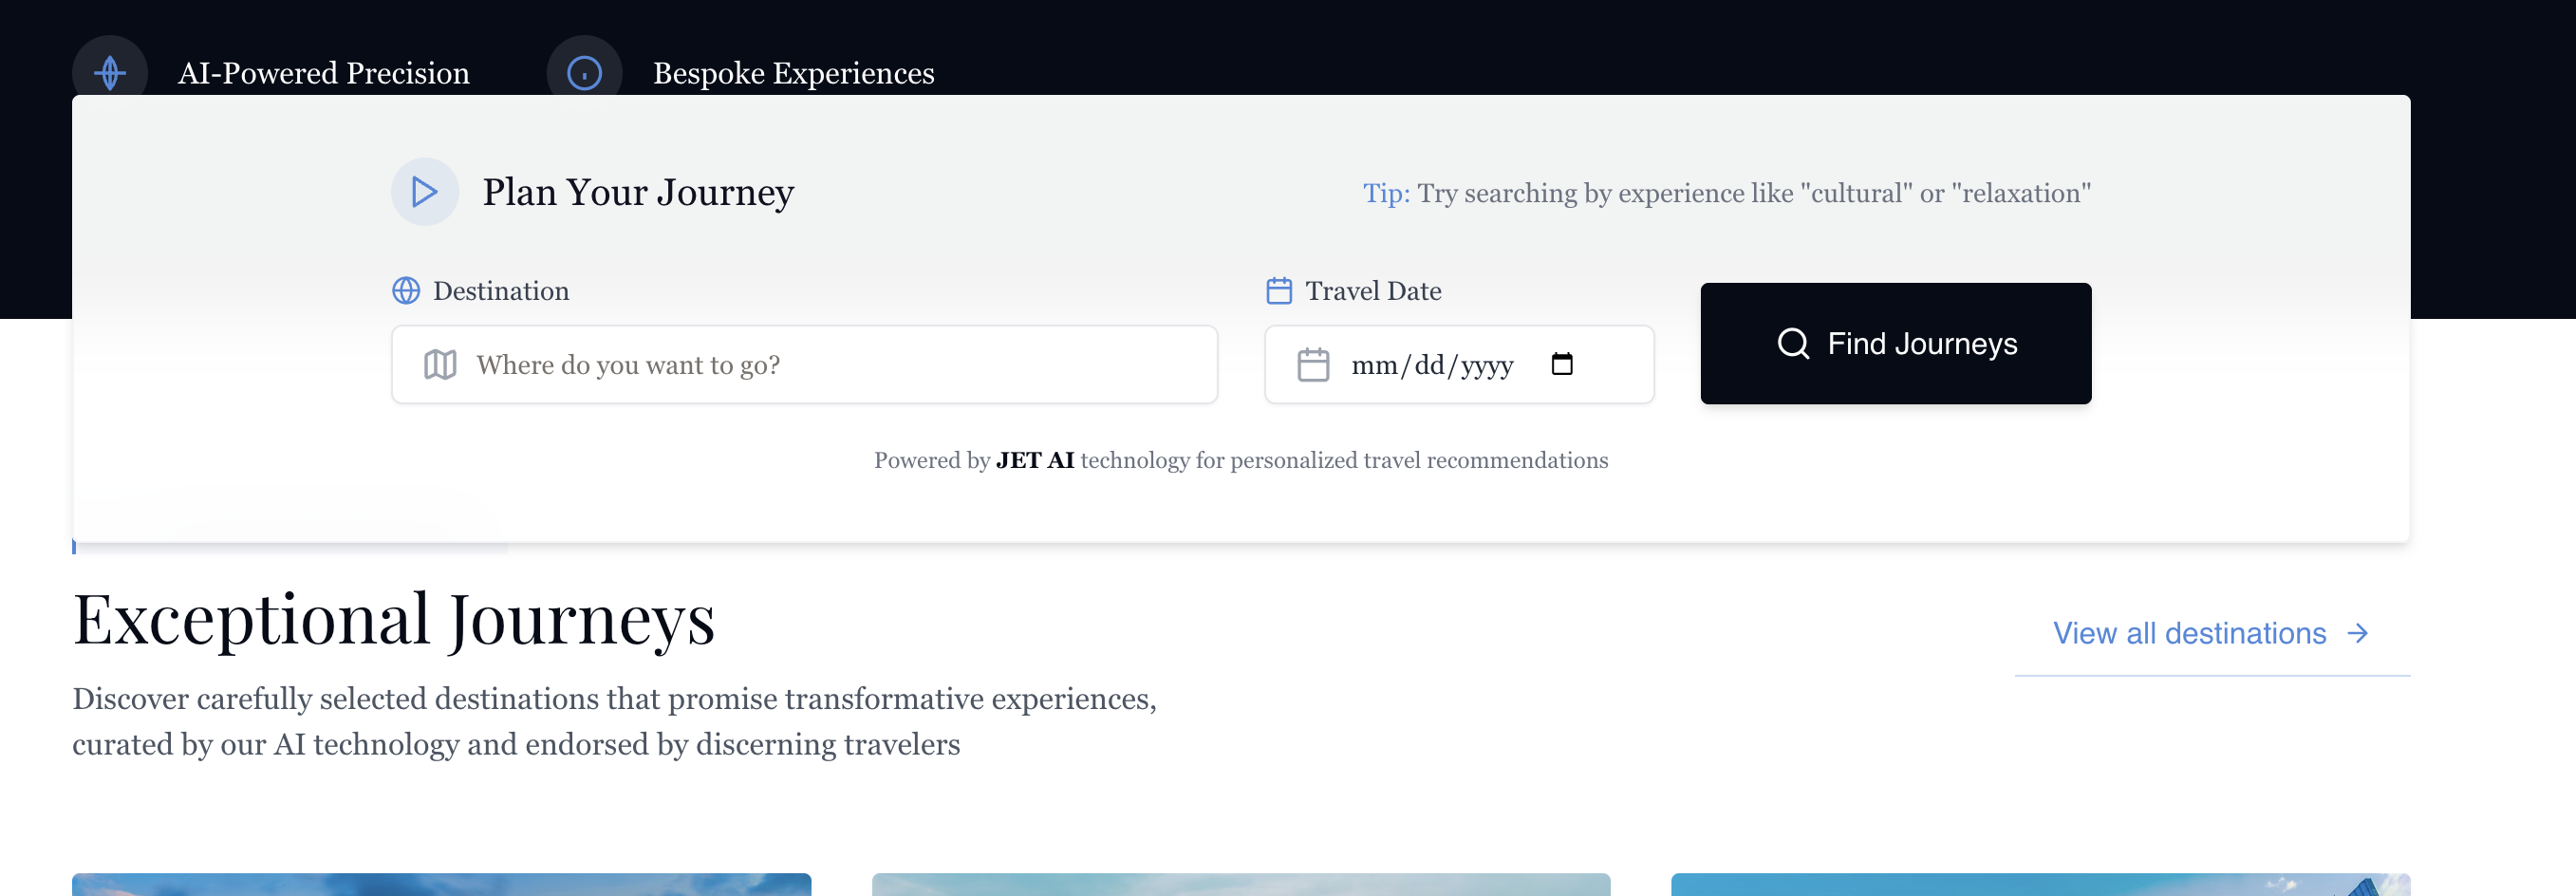 AI-Powered Precision
Bespoke Experiences
Plan Your Journey
Tip: Try searching by experience like "cultural" or "relaxation"
Destination
Travel Date
Where do you want to go?
mm/dd/yyyy
Find Journeys
Powered by JET AI technology for personalized travel recommendations
Exceptional Journeys
View all destinations →
Discover carefully selected destinations that promise transformative experiences,
curated by our AI technology and endorsed by discerning travelers